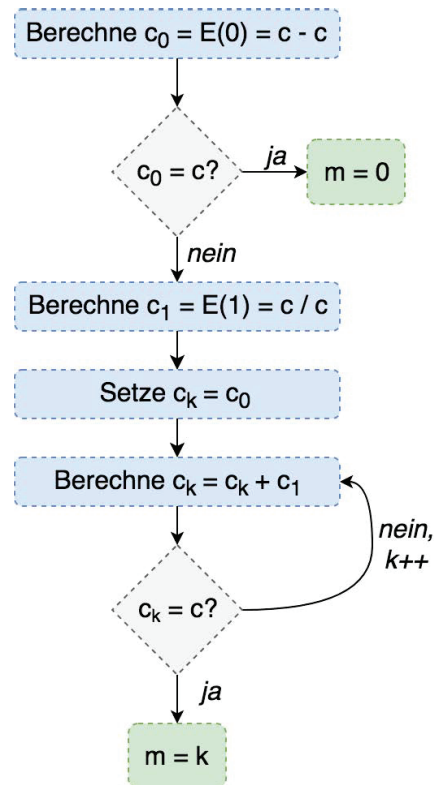 Berechne c₀ = E(0) = c - c
c₀ = c?
ja
m = 0
nein
Berechne c₁ = E(1) = c / c
Setze cₖ = c₀
Berechne cₖ = cₖ + c₁
nein,
k++
cₖ = c?
ja
m = k